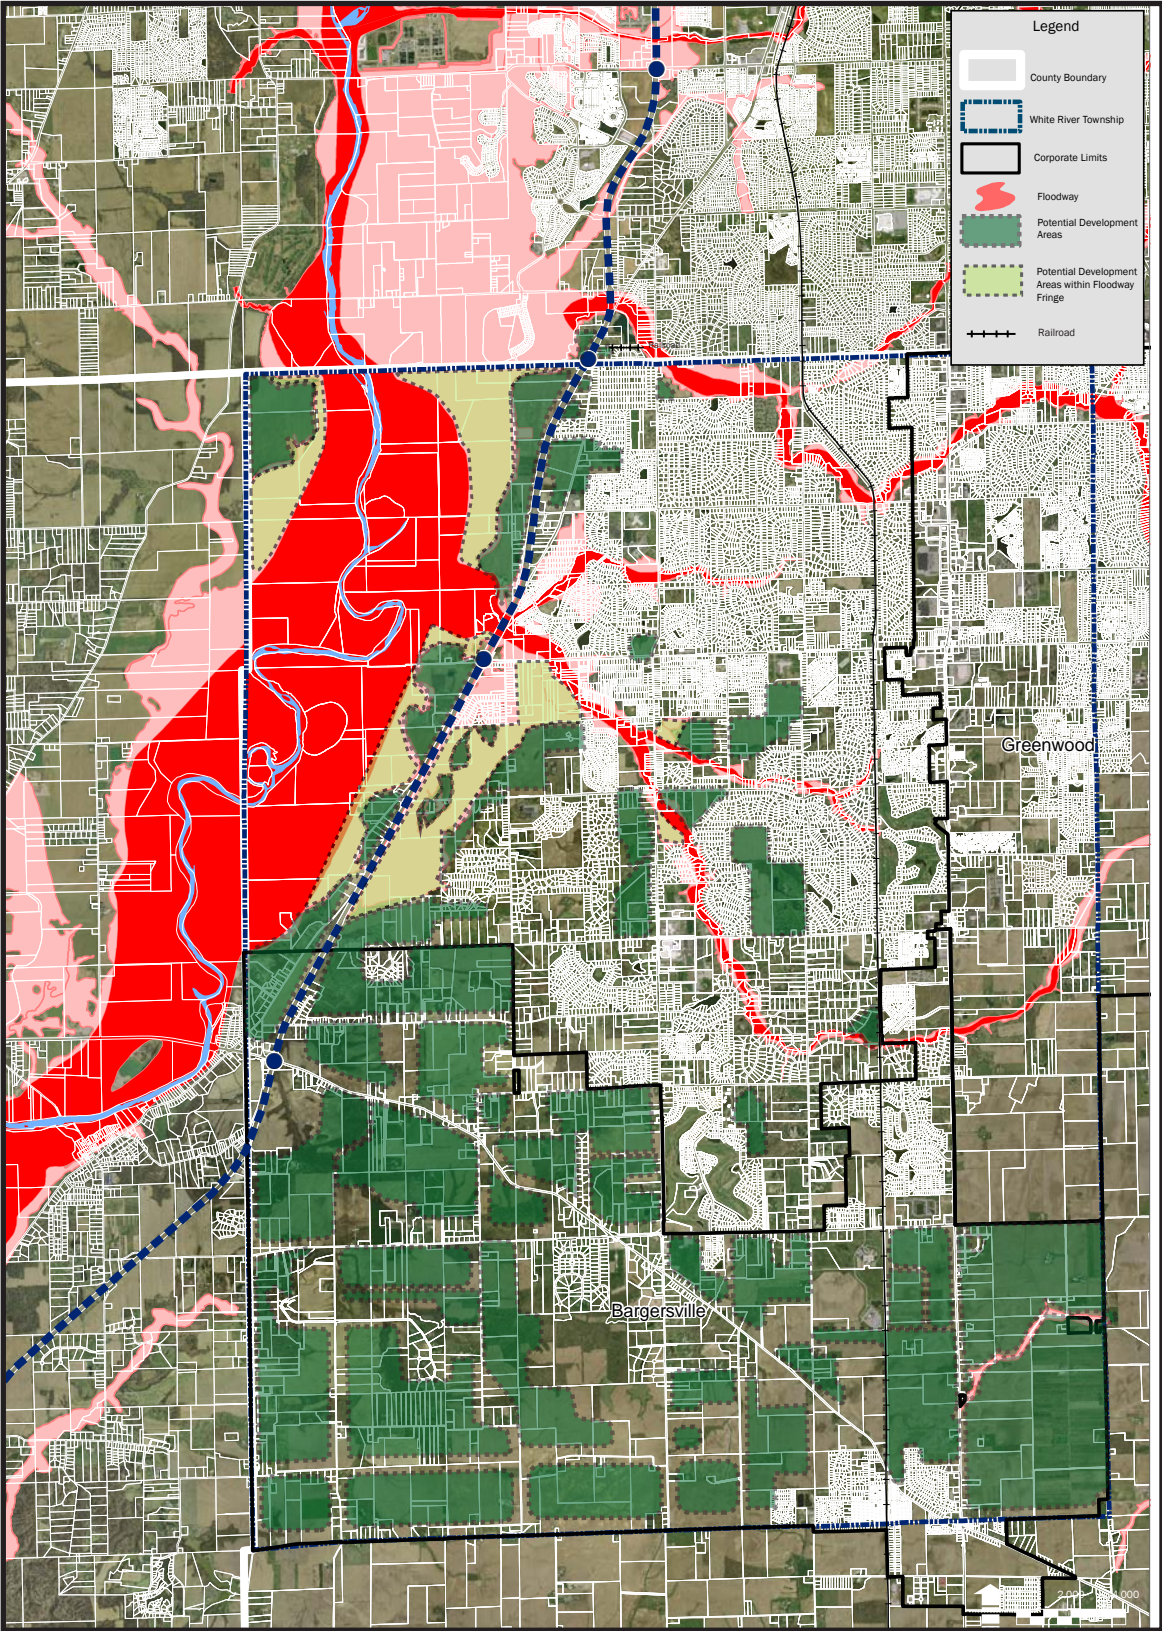 Legend
County Boundary
White River Township
Corporate Limits
Floodway
Potential Development
Areas
Potential Development
Areas within Floodway
Fringe
Railroad
Greenwood
Bargersville